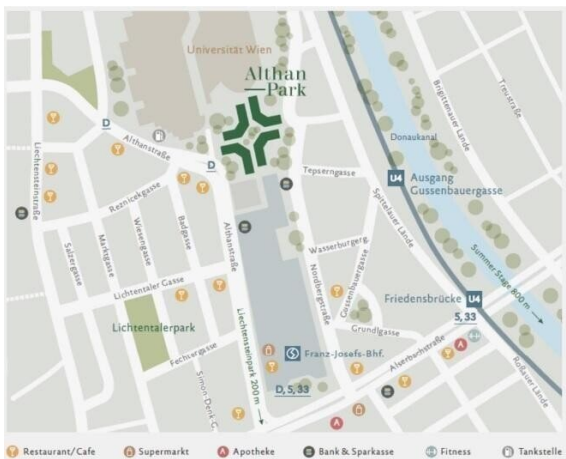 Universität Wien
Althan
Park
D
Althanstraße
D
Liechtensteinstraße
Reznicekgasse
Badgasse
Wiesengasse
Marktgasse
Salzergasse
Althanstraße
Lichtentaler Gasse
Lichtentalerpark
Fechtergasse
Simon-Denk-G.
Liechtensteinpark 200 m
Tepserngasse
Wasserburgerg.
Nordbergstraße
Gussenbauergasse
Grundlgasse
Spittelauer Lände
Donaukanal
Brigittenauer Lände
Treustraße
U4
Ausgang
Gussenbauergasse
Summer Stage 800 m
Friedensbrücke
U4
5, 33
Franz-Josefs-Bhf.
D, 5, 33
Alserbachstraße
Roßauer Lände
Restaurant/Cafe
Supermarkt
Apotheke
Bank & Sparkasse
Fitness
Tankstelle